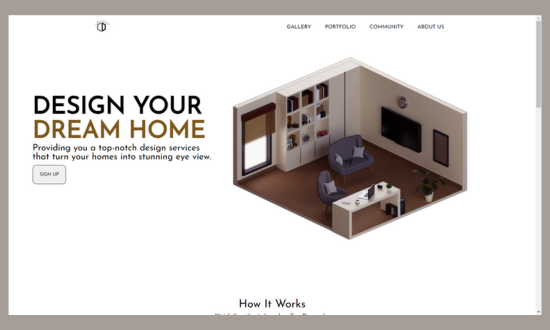 GALLERY PORTFOLIO COMMUNITY ABOUT US
DESIGN YOUR
DREAM HOME
Providing you a top-notch design services
that turn your homes into stunning eye view.
SIGN UP
How It Works